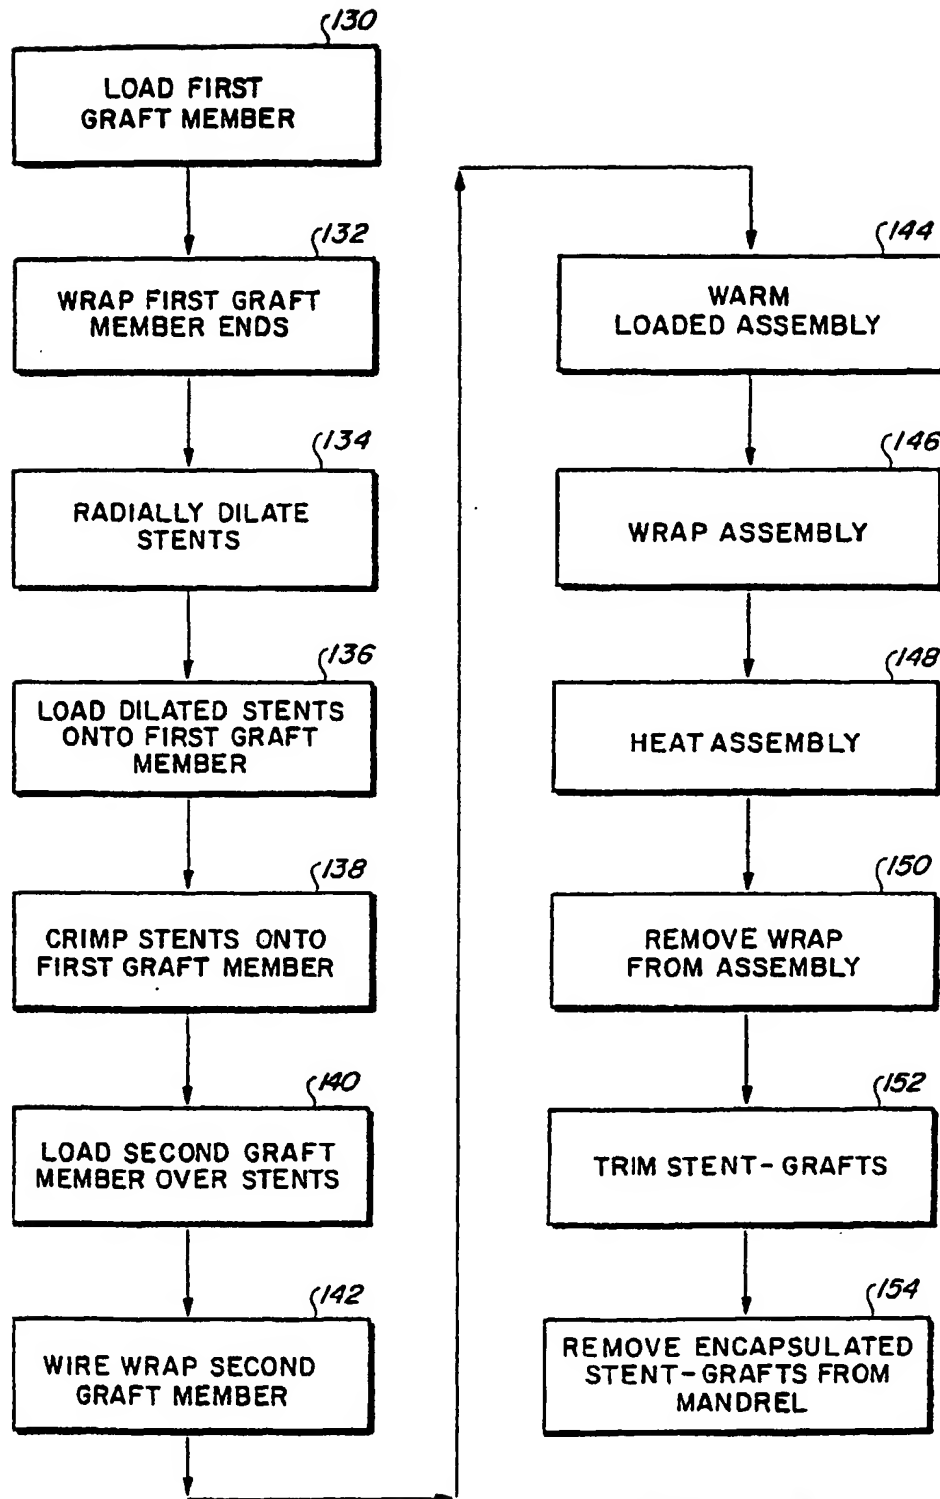 130
LOAD FIRST
GRAFT MEMBER
132
WRAP FIRST GRAFT
MEMBER ENDS
134
RADIALLY DILATE
STENTS
136
LOAD DILATED STENTS
ONTO FIRST GRAFT
MEMBER
138
CRIMP STENTS ONTO
FIRST GRAFT MEMBER
140
LOAD SECOND GRAFT
MEMBER OVER STENTS
142
WIRE WRAP SECOND
GRAFT MEMBER
144
WARM
LOADED ASSEMBLY
146
WRAP ASSEMBLY
148
HEAT ASSEMBLY
150
REMOVE WRAP
FROM ASSEMBLY
152
TRIM STENT-GRAFTS
154
REMOVE ENCAPSULATED
STENT-GRAFTS FROM
MANDREL